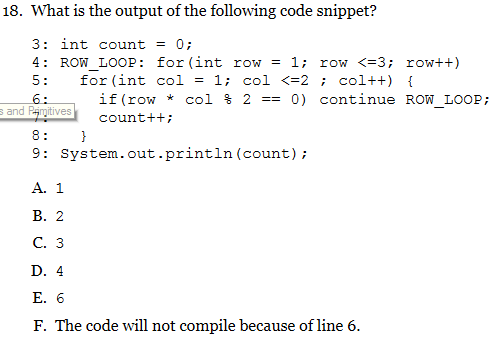 18. What is the output of the following code snippet?
3: int count = 0;
4: ROW_LOOP: for(int row = 1; row <=3; row++)
5: for(int col = 1; col <=2 ; col++) {
6: if(row * col % 2 == 0) continue ROW_LOOP;
s and Primitives
7: count++;
8: }
9: System.out.println(count);
A. 1
B. 2
C. 3
D. 4
E. 6
F. The code will not compile because of line 6.